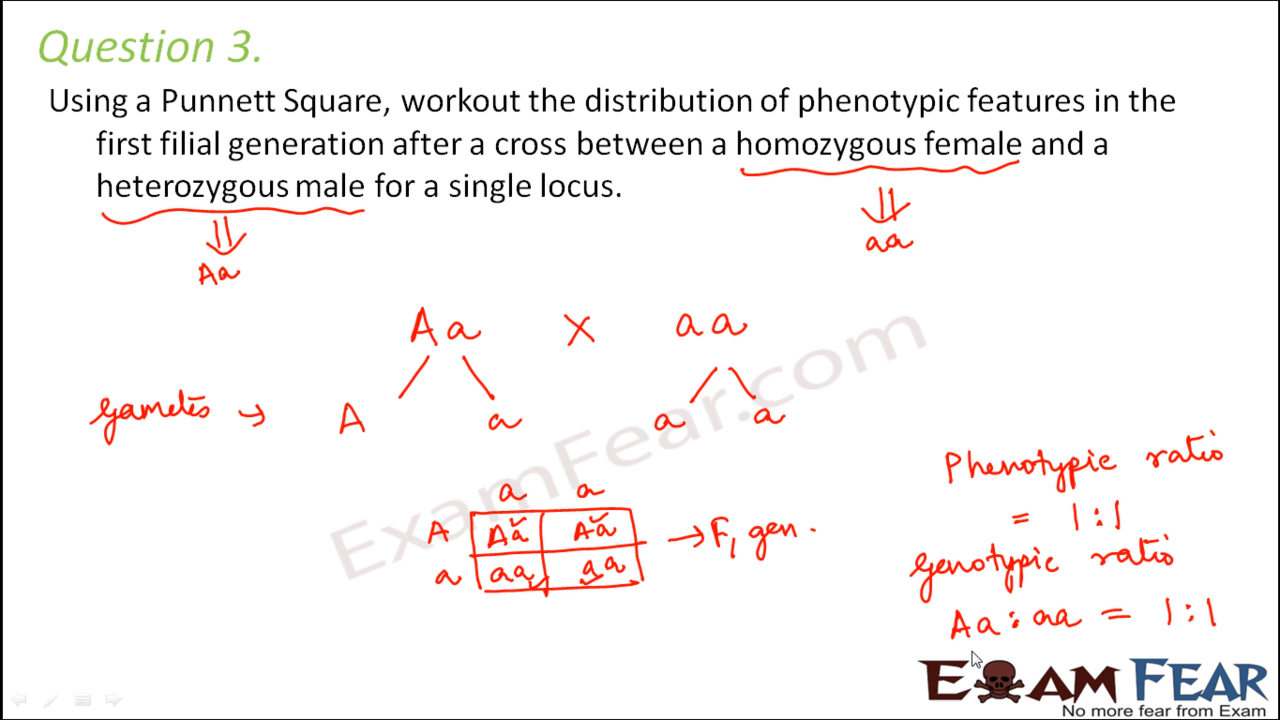 Question 3.
Using a Punnett Square, workout the distribution of phenotypic features in the
first filial generation after a cross between a homozygous female and a
heterozygous male for a single locus.
Aa
aa
Aa X aa
gametes → A a a a
a a
A Aa Aa → F1 gen.
a aa aa
Phenotypic ratio
= 1:1
Genotypic ratio
Aa : aa = 1:1
ExamFear.com
EXAM FEAR
No more fear from Exam